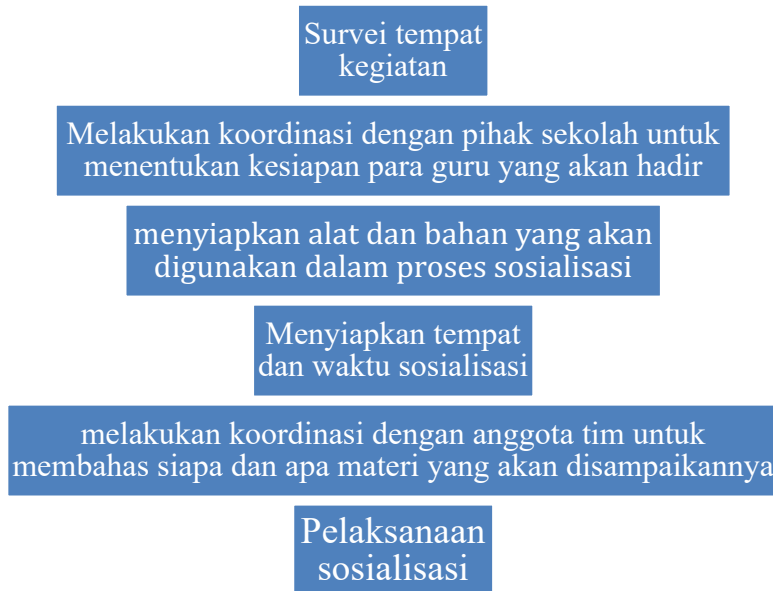 Survei tempat
kegiatan
Melakukan koordinasi dengan pihak sekolah untuk
menentukan kesiapan para guru yang akan hadir
menyiapkan alat dan bahan yang akan
digunakan dalam proses sosialisasi
Menyiapkan tempat
dan waktu sosialisasi
melakukan koordinasi dengan anggota tim untuk
membahas siapa dan apa materi yang akan disampaikannya
Pelaksanaan
sosialisasi